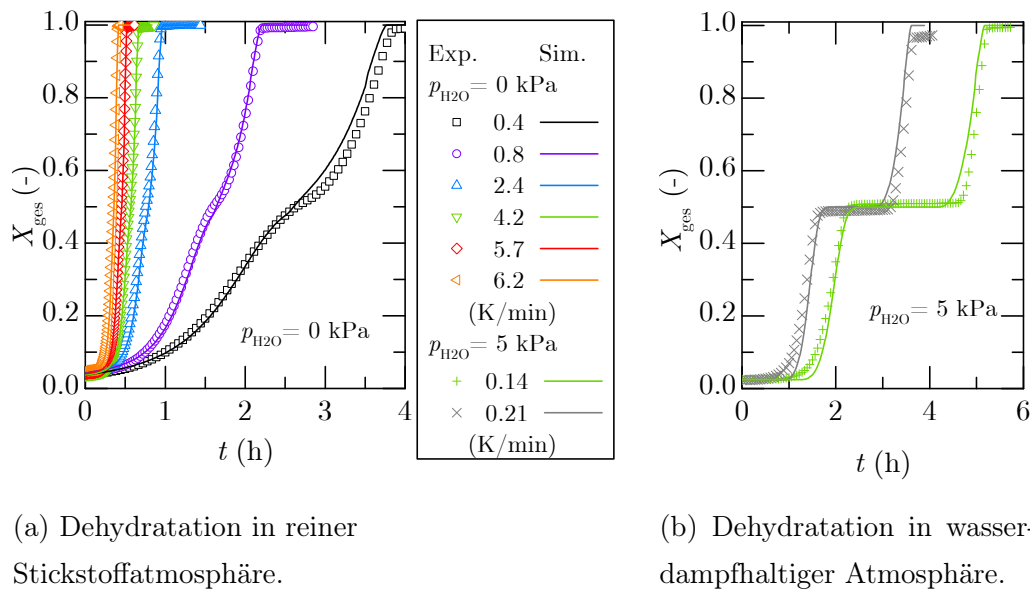 1.0
0.8
0.6
0.4
0.2
0.0
X_ges (-)
0 1 2 3 4
t (h)
p_H2O = 0 kPa
Exp. Sim.
p_H2O = 0 kPa
0.4
0.8
2.4
4.2
5.7
6.2
(K/min)
p_H2O = 5 kPa
0.14
0.21
(K/min)
1.0
0.8
0.6
0.4
0.2
0.0
X_ges (-)
0 2 4 6
t (h)
p_H2O = 5 kPa
(a) Dehydratation in reiner
Stickstoffatmosphäre.
(b) Dehydratation in wasser-
dampfhaltiger Atmosphäre.